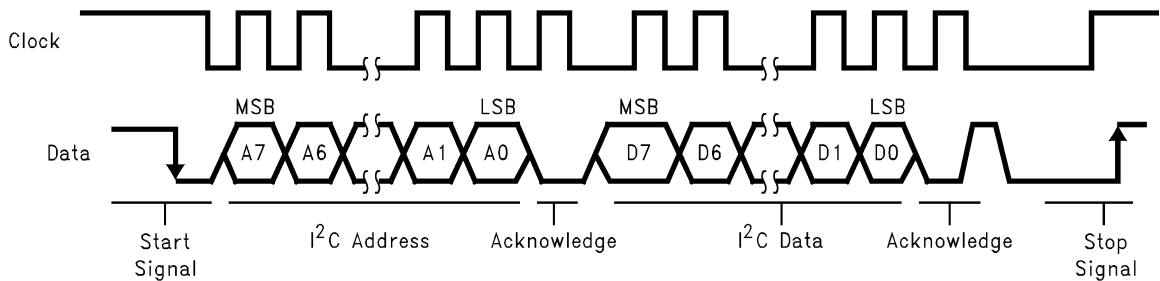 Clock
MSB LSB MSB LSB
Data A7 A6 A1 A0 D7 D6 D1 D0
Start Signal
I²C Address
Acknowledge
I²C Data
Acknowledge
Stop Signal